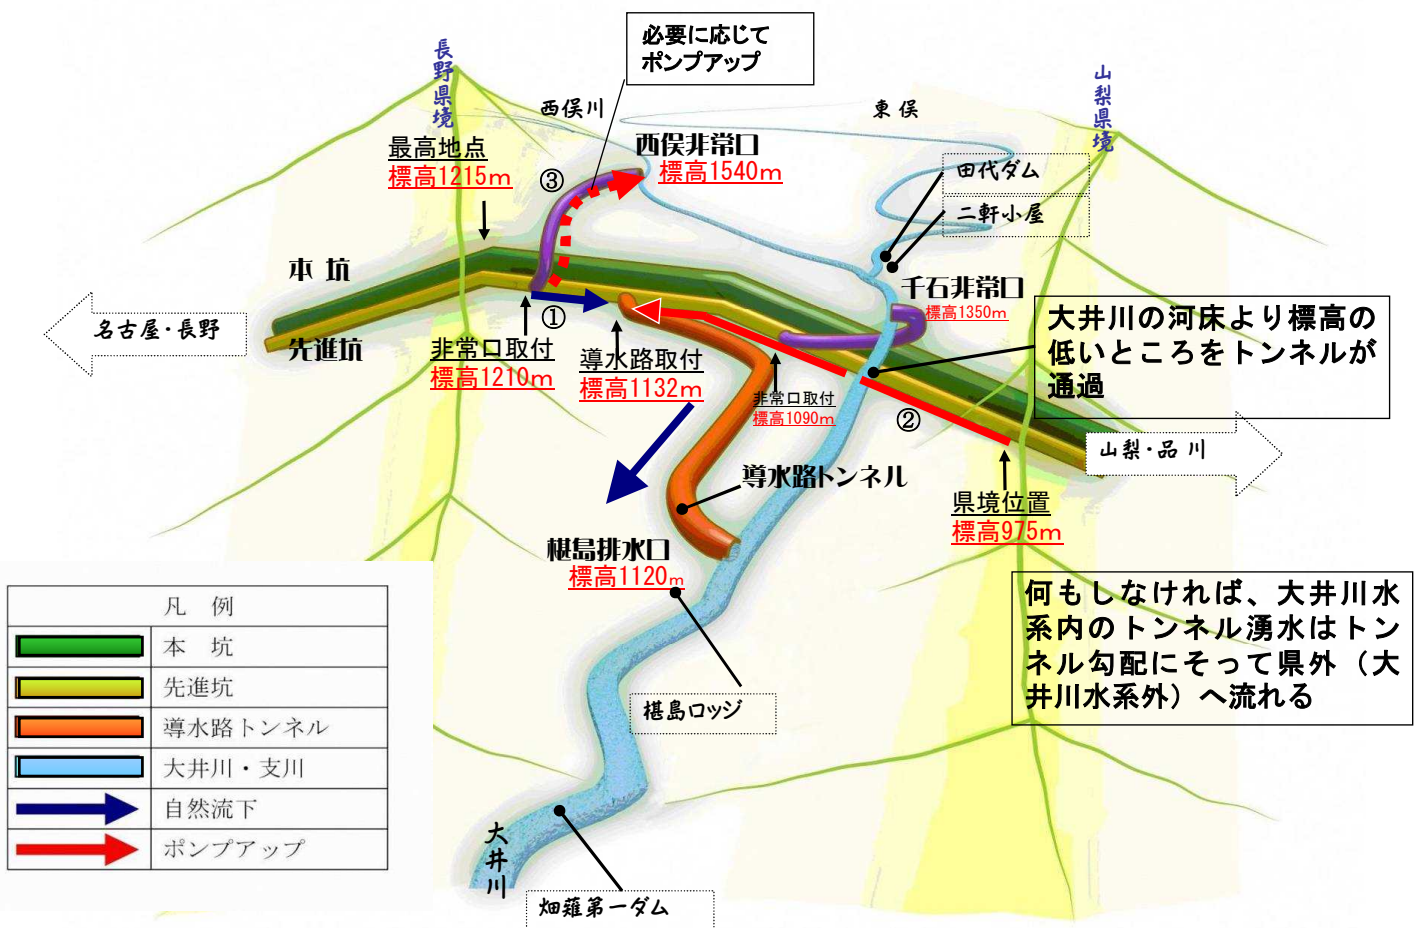 必要に応じて
ポンプアップ
長野県境
西俣川
東俣
山梨県境
最高地点
標高1215m
③
西俣非常口
標高1540m
田代ダム
二軒小屋
本坑
千石非常口
標高1350m
名古屋・長野
先進坑
①
非常口取付
標高1210m
導水路取付
標高1132m
非常口取付
標高1090m
②
大井川の河床より標高の
低いところをトンネルが
通過
山梨・品川
導水路トンネル
県境位置
標高975m
椹島排水口
標高1120m
何もしなければ、大井川水
系内のトンネル湧水はトン
ネル勾配にそって県外（大
井川水系外）へ流れる
凡例
本坑
先進坑
導水路トンネル
大井川・支川
自然流下
ポンプアップ
椹島ロッジ
大井川
畑薙第一ダム